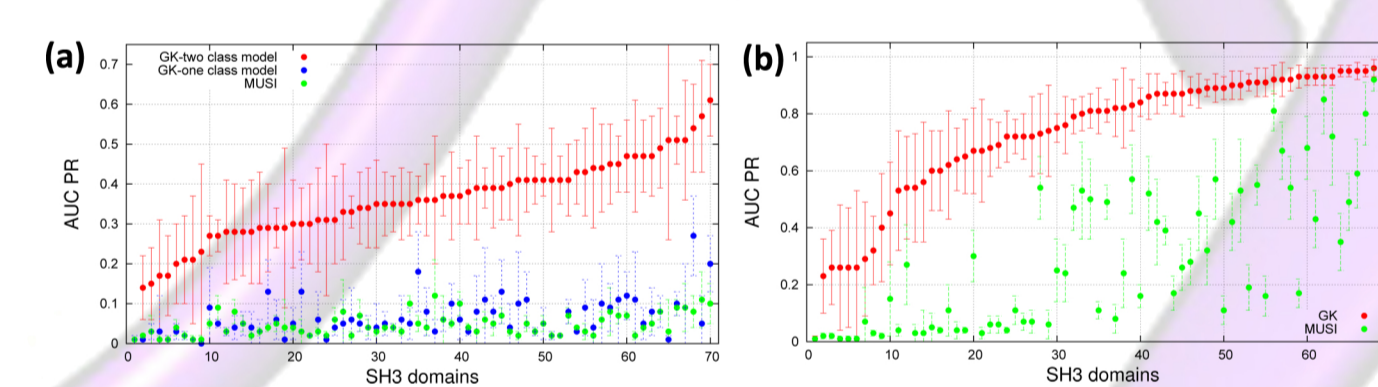 (a)
GK-two class model
GK-one class model
MUSI
0.7
0.6
0.5
0.4
0.3
0.2
0.1
0
AUC PR
0 10 20 30 40 50 60 70
SH3 domains
(b)
1
0.8
0.6
0.4
0.2
0
AUC PR
GK
MUSI
0 10 20 30 40 50 60
SH3 domains